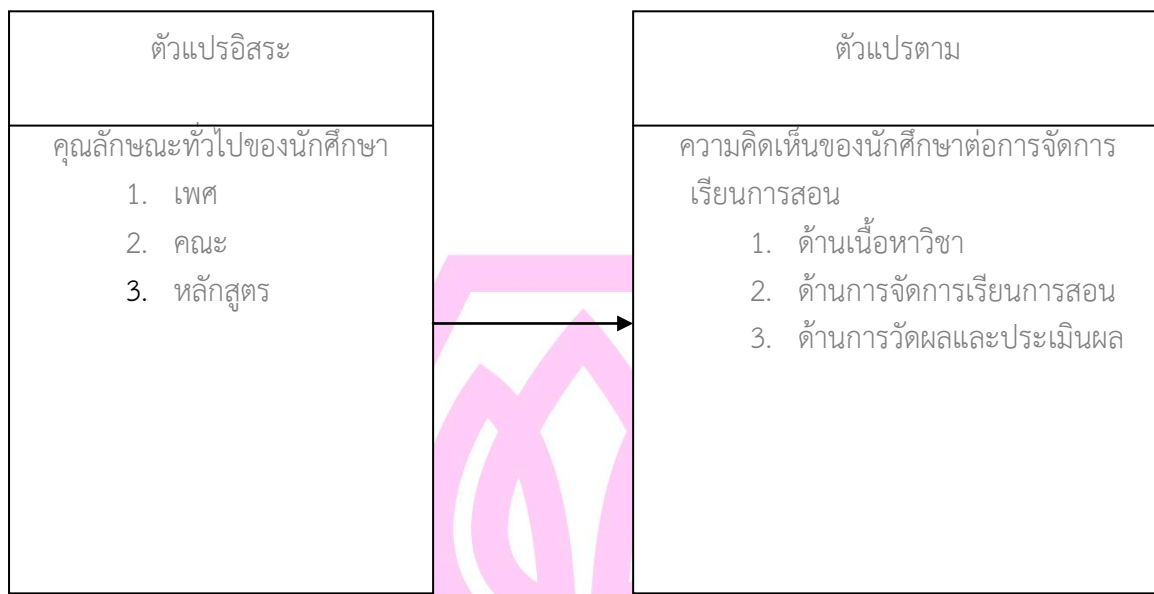 ตัวแปรอิสระ
คุณลักษณะทั่วไปของนักศึกษา
1. เพศ
2. คณะ
3. หลักสูตร
ตัวแปรตาม
ความคิดเห็นของนักศึกษาต่อการจัดการ
เรียนการสอน
1. ด้านเนื้อหาวิชา
2. ด้านการจัดการเรียนการสอน
3. ด้านการวัดผลและประเมินผล